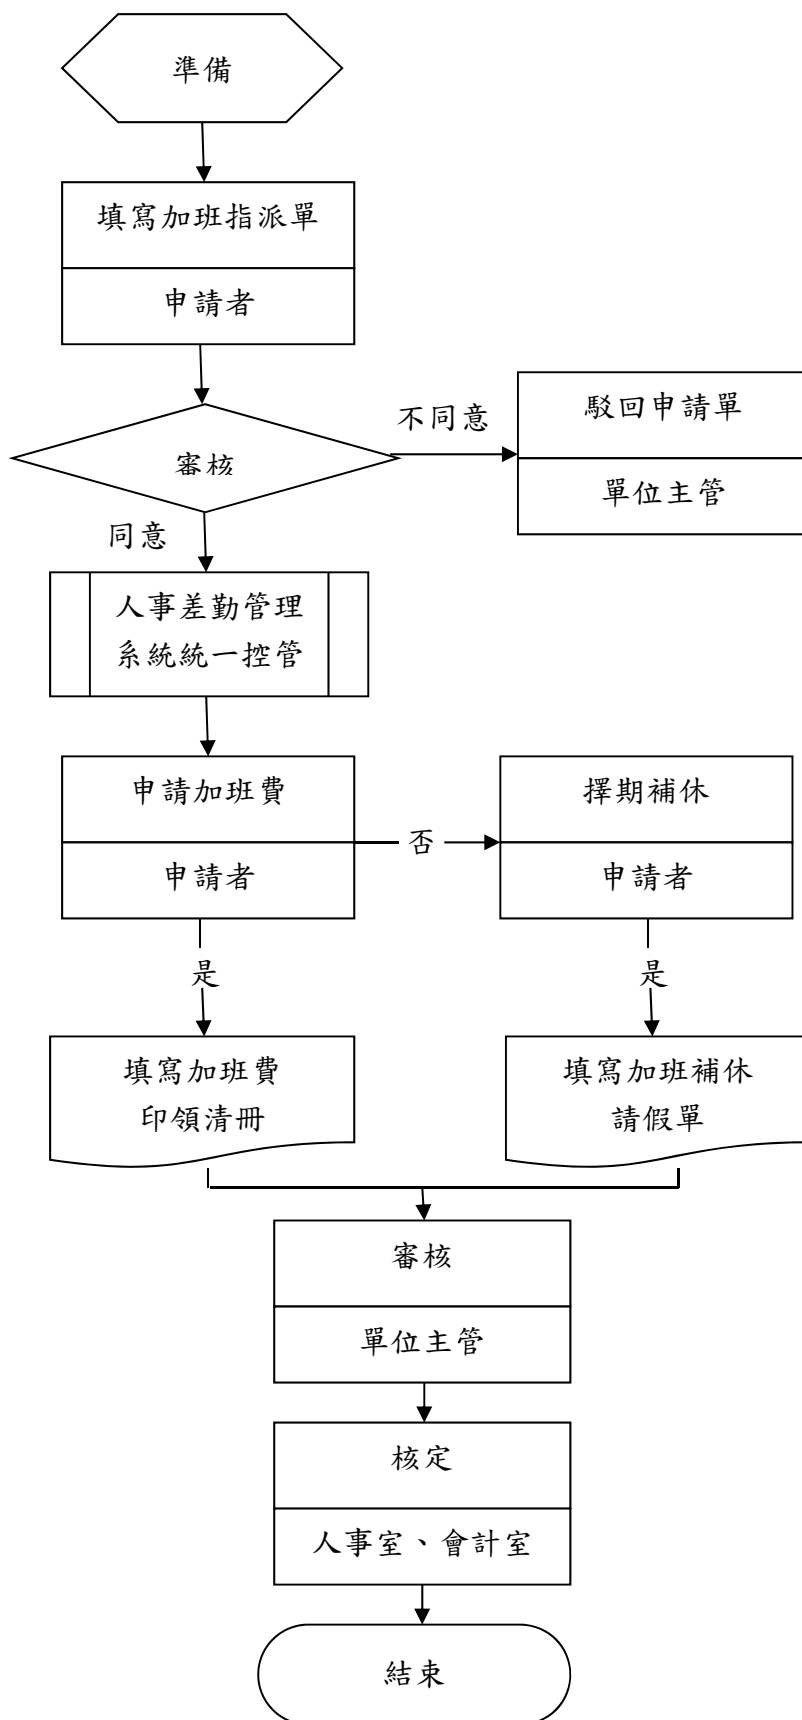 準備
填寫加班指派單
申請者
審核
不同意
駁回申請單
單位主管
同意
人事差勤管理
系統統一控管
申請加班費
申請者
否
擇期補休
申請者
是
是
填寫加班費
印領清冊
填寫加班補休
請假單
審核
單位主管
核定
人事室、會計室
結束